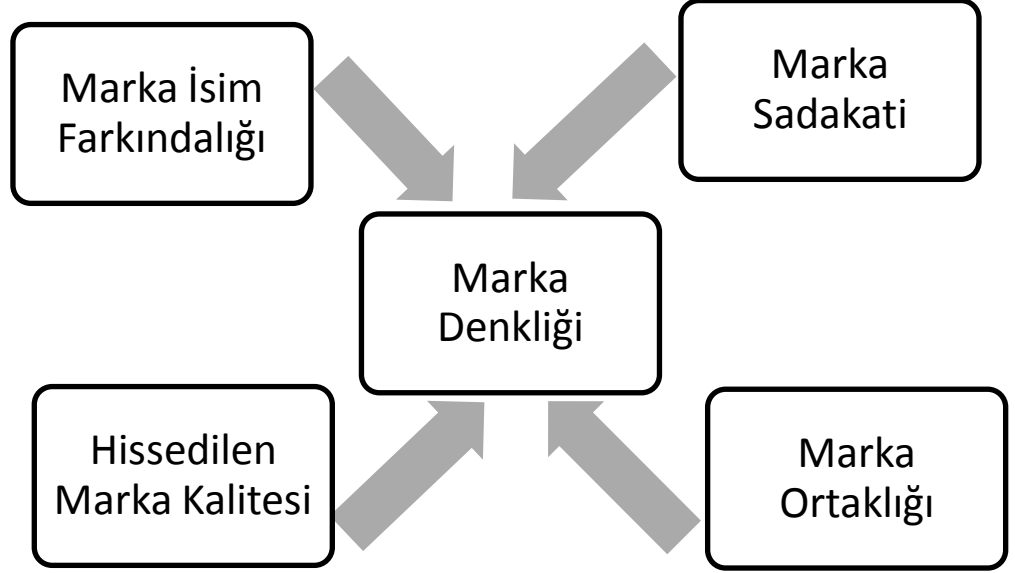 Marka İsim
Farkındalığı
Marka
Sadakati
Marka
Denkliği
Hissedilen
Marka Kalitesi
Marka
Ortaklığı